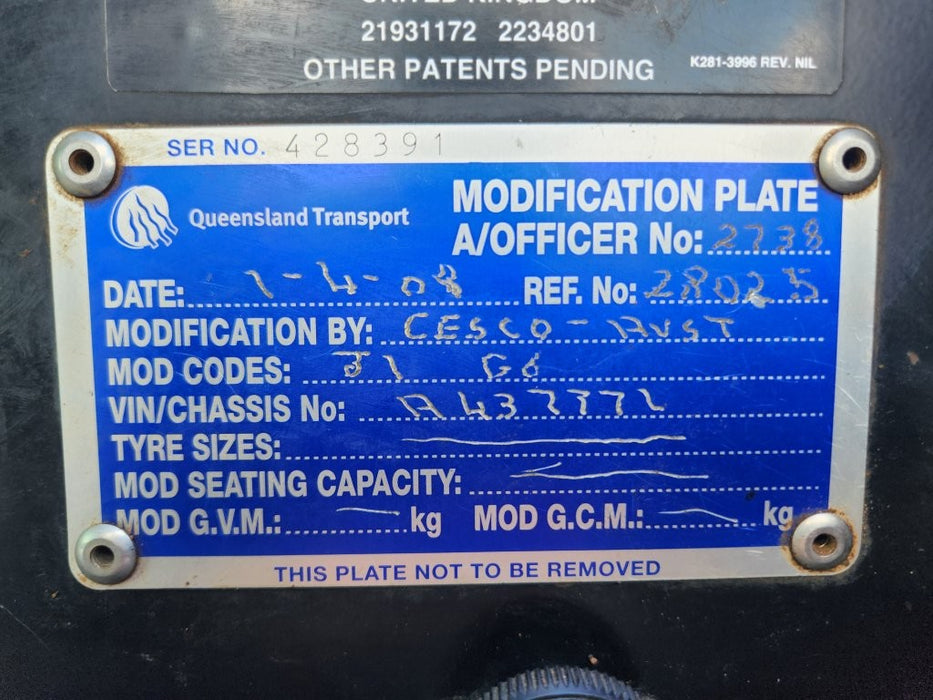 UNITED KINGDOM
21931172 2234801
OTHER PATENTS PENDING
K281-3996 REV. NIL
SER NO. 428391
Queensland Transport
MODIFICATION PLATE
A/OFFICER No: 2738
DATE: 1-4-08 REF. No: 28025
MODIFICATION BY: CESCO-AUST
MOD CODES: J1 G6
VIN/CHASSIS No:
TYRE SIZES:
MOD SEATING CAPACITY:
MOD G.V.M.: kg MOD G.C.M.: kg
THIS PLATE NOT TO BE REMOVED